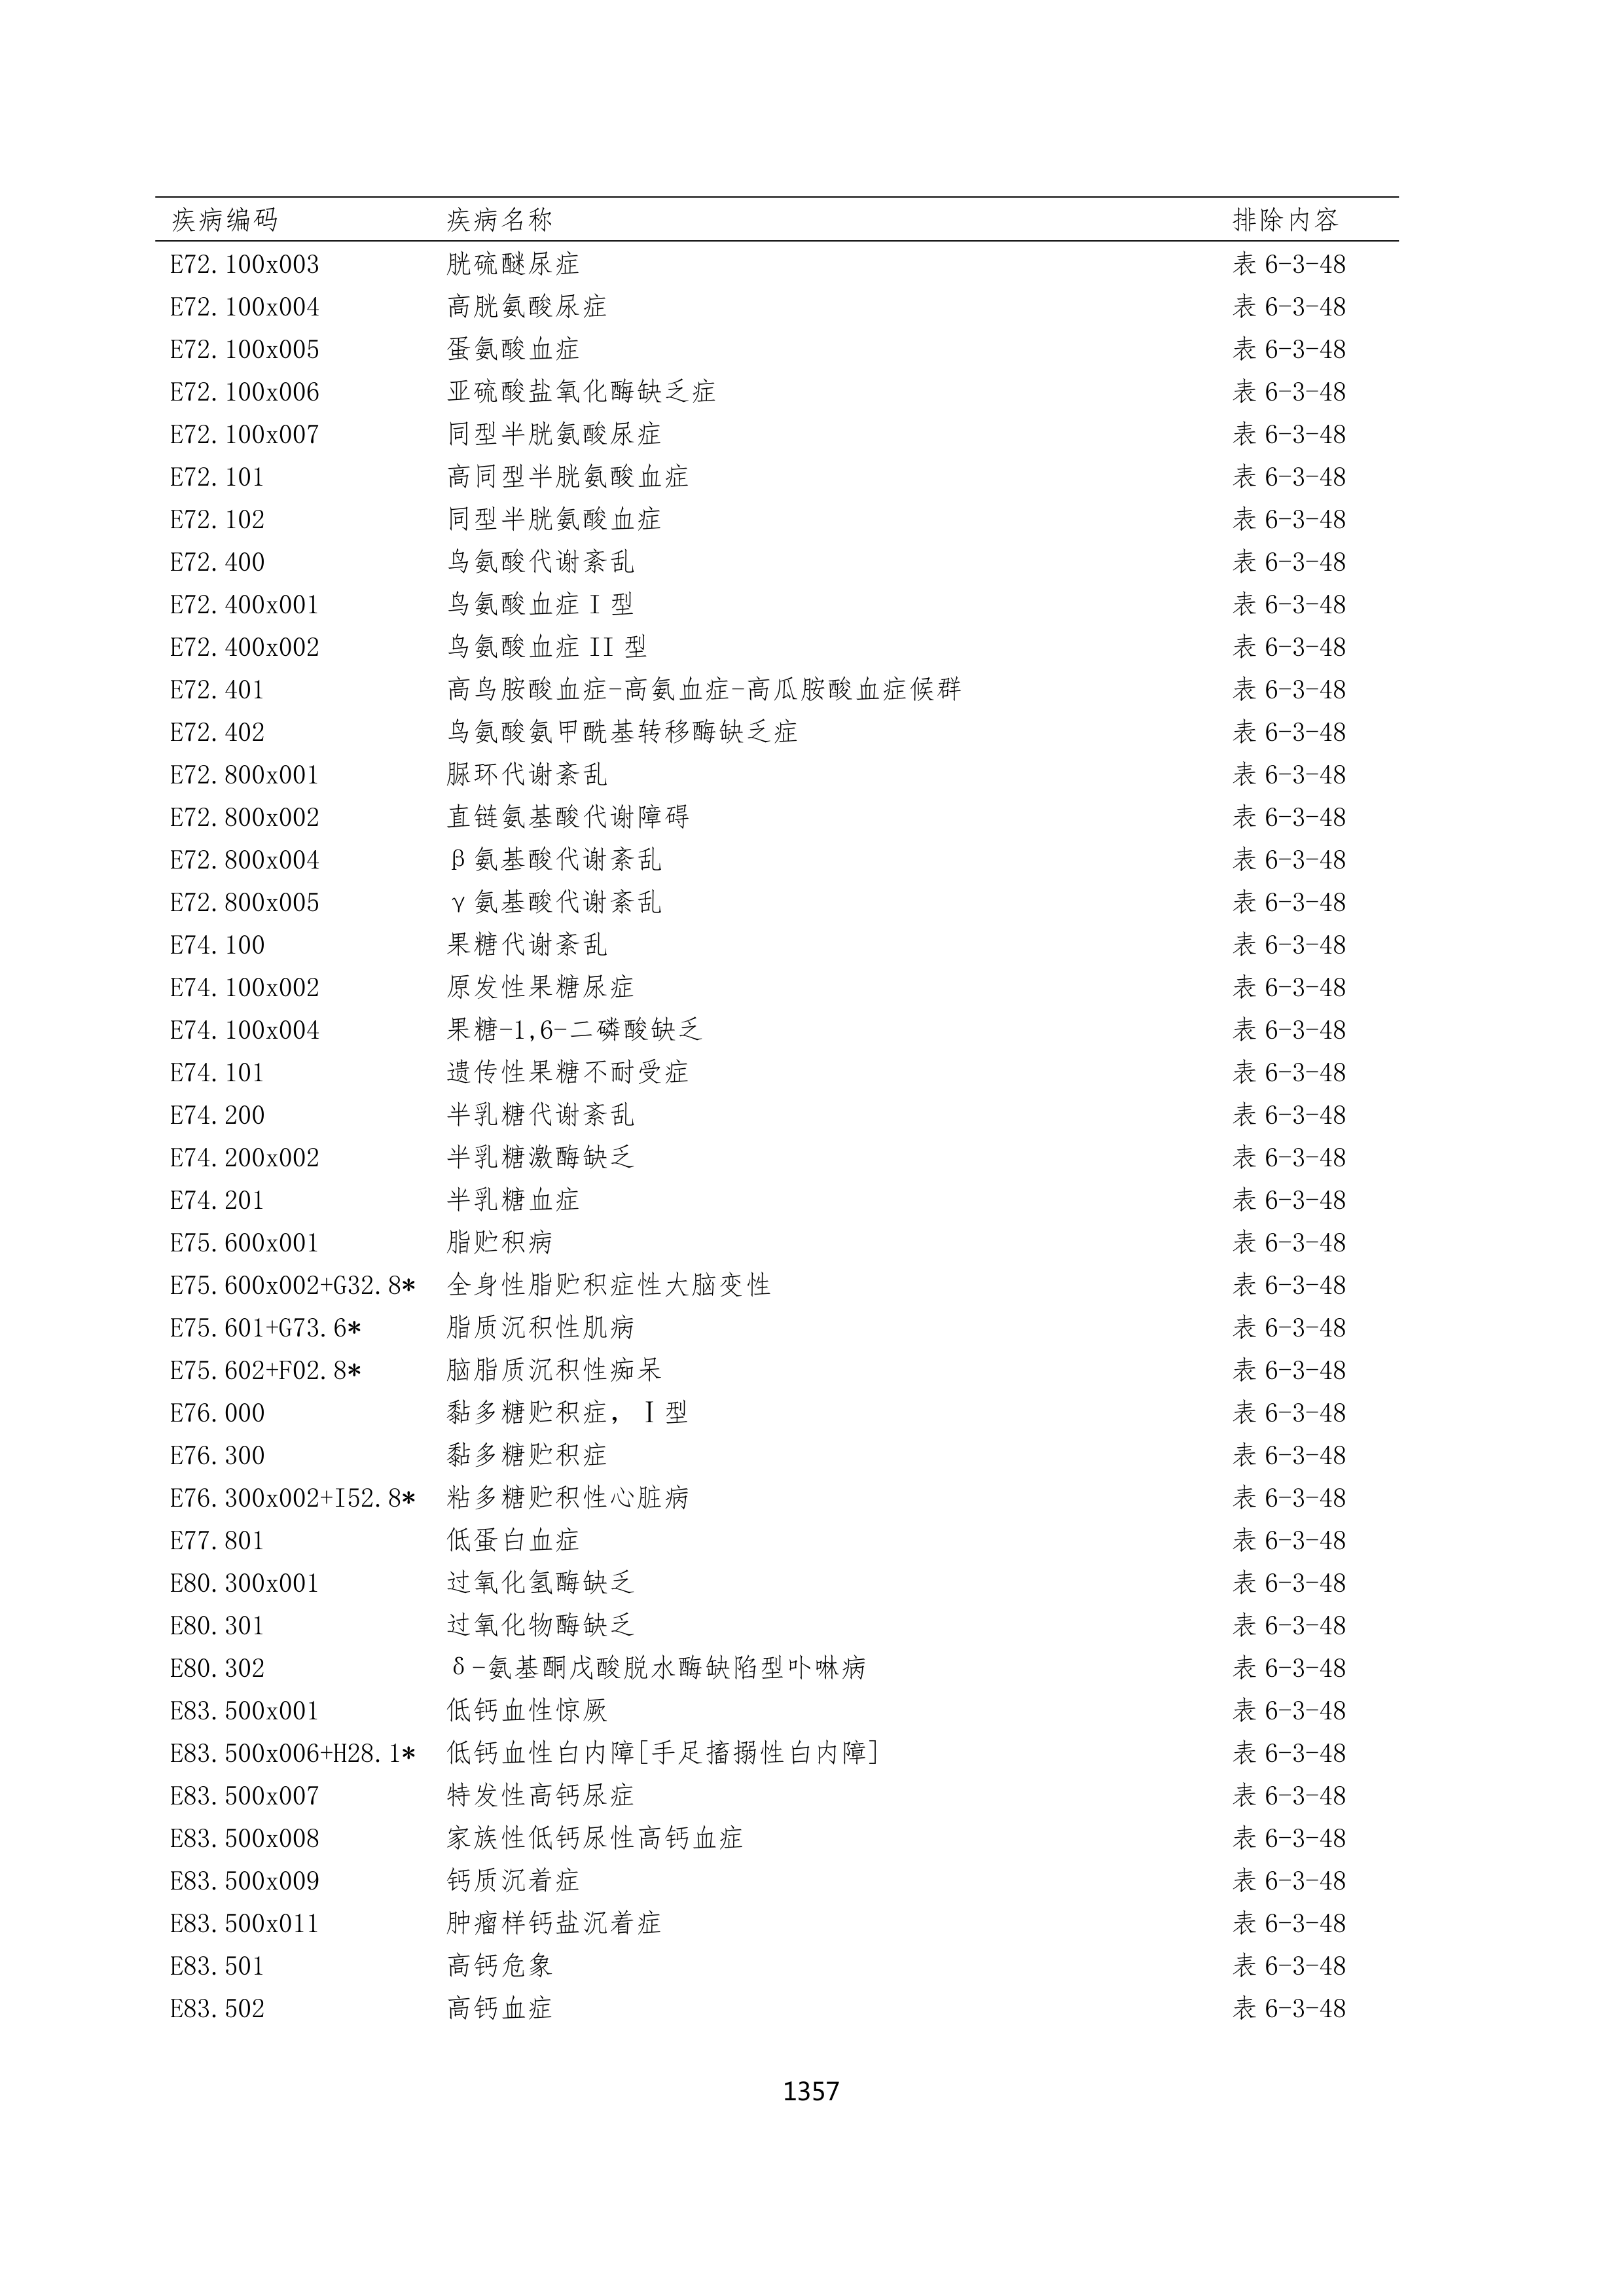 疾病编码 疾病名称 排除内容
E72.100x003 胱硫醚尿症 表 6-3-48
E72.100x004 高胱氨酸尿症 表 6-3-48
E72.100x005 蛋氨酸血症 表 6-3-48
E72.100x006 亚硫酸盐氧化酶缺乏症 表 6-3-48
E72.100x007 同型半胱氨酸尿症 表 6-3-48
E72.101 高同型半胱氨酸血症 表 6-3-48
E72.102 同型半胱氨酸血症 表 6-3-48
E72.400 鸟氨酸代谢紊乱 表 6-3-48
E72.400x001 鸟氨酸血症 I 型 表 6-3-48
E72.400x002 鸟氨酸血症 II 型 表 6-3-48
E72.401 高鸟胺酸血症-高氨血症-高瓜胺酸血症候群 表 6-3-48
E72.402 鸟氨酸氨甲酰基转移酶缺乏症 表 6-3-48
E72.800x001 脲环代谢紊乱 表 6-3-48
E72.800x002 直链氨基酸代谢障碍 表 6-3-48
E72.800x004 β氨基酸代谢紊乱 表 6-3-48
E72.800x005 γ氨基酸代谢紊乱 表 6-3-48
E74.100 果糖代谢紊乱 表 6-3-48
E74.100x002 原发性果糖尿症 表 6-3-48
E74.100x004 果糖-1,6-二磷酸缺乏 表 6-3-48
E74.101 遗传性果糖不耐受症 表 6-3-48
E74.200 半乳糖代谢紊乱 表 6-3-48
E74.200x002 半乳糖激酶缺乏 表 6-3-48
E74.201 半乳糖血症 表 6-3-48
E75.600x001 脂贮积病 表 6-3-48
E75.600x002+G32.8* 全身性脂贮积症性大脑变性 表 6-3-48
E75.601+G73.6* 脂质沉积性肌病 表 6-3-48
E75.602+F02.8* 脑脂质沉积性痴呆 表 6-3-48
E76.000 黏多糖贮积症，Ⅰ型 表 6-3-48
E76.300 黏多糖贮积症 表 6-3-48
E76.300x002+I52.8* 粘多糖贮积性心脏病 表 6-3-48
E77.801 低蛋白血症 表 6-3-48
E80.300x001 过氧化氢酶缺乏 表 6-3-48
E80.301 过氧化物酶缺乏 表 6-3-48
E80.302 δ-氨基酮戊酸脱水酶缺陷型卟啉病 表 6-3-48
E83.500x001 低钙血性惊厥 表 6-3-48
E83.500x006+H28.1* 低钙血性白内障[手足搐搦性白内障] 表 6-3-48
E83.500x007 特发性高钙尿症 表 6-3-48
E83.500x008 家族性低钙尿性高钙血症 表 6-3-48
E83.500x009 钙质沉着症 表 6-3-48
E83.500x011 肿瘤样钙盐沉着症 表 6-3-48
E83.501 高钙危象 表 6-3-48
E83.502 高钙血症 表 6-3-48
1357